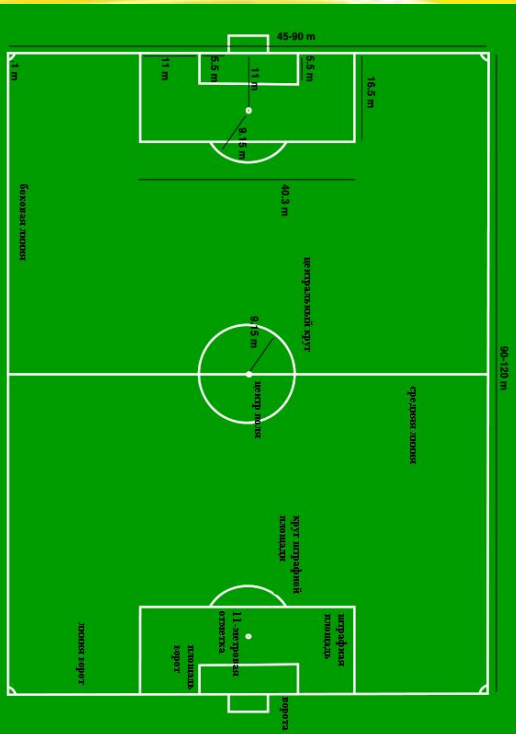 45-90 m
1 m
11 m
5.5 m
11 m
5.5 m
16.5 m
9.15 m
40.3 m
боковая линия
центральный круг
9.15 m
90-120 m
центр поля
средняя линия
круг штрафной
площади
линия ворот
площадь
ворот
11-метровая
отметка
штрафная
площадь
ворота